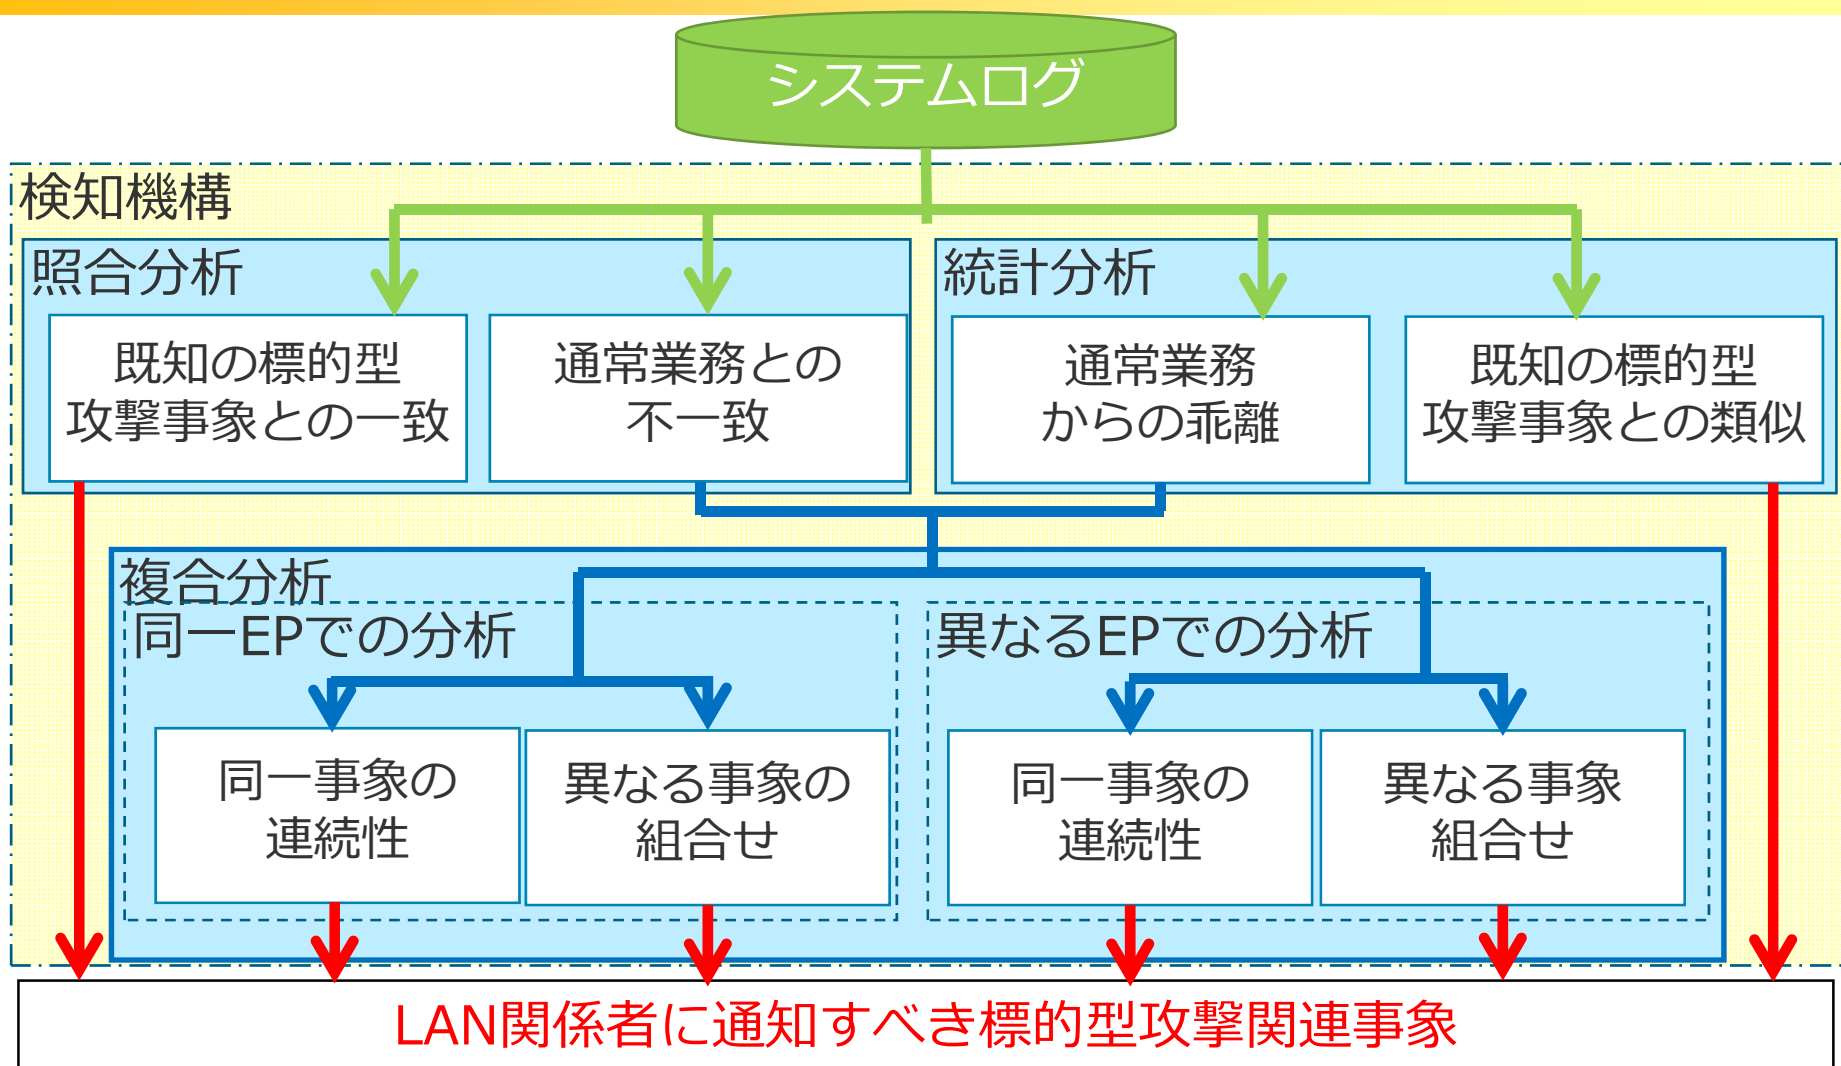 システムログ
検知機構
照合分析
既知の標的型
攻撃事象との一致
通常業務との
不一致
統計分析
通常業務
からの乖離
既知の標的型
攻撃事象との類似
複合分析
同一EPでの分析
同一事象の
連続性
異なる事象の
組合せ
異なるEPでの分析
同一事象の
連続性
異なる事象
組合せ
LAN関係者に通知すべき標的型攻撃関連事象